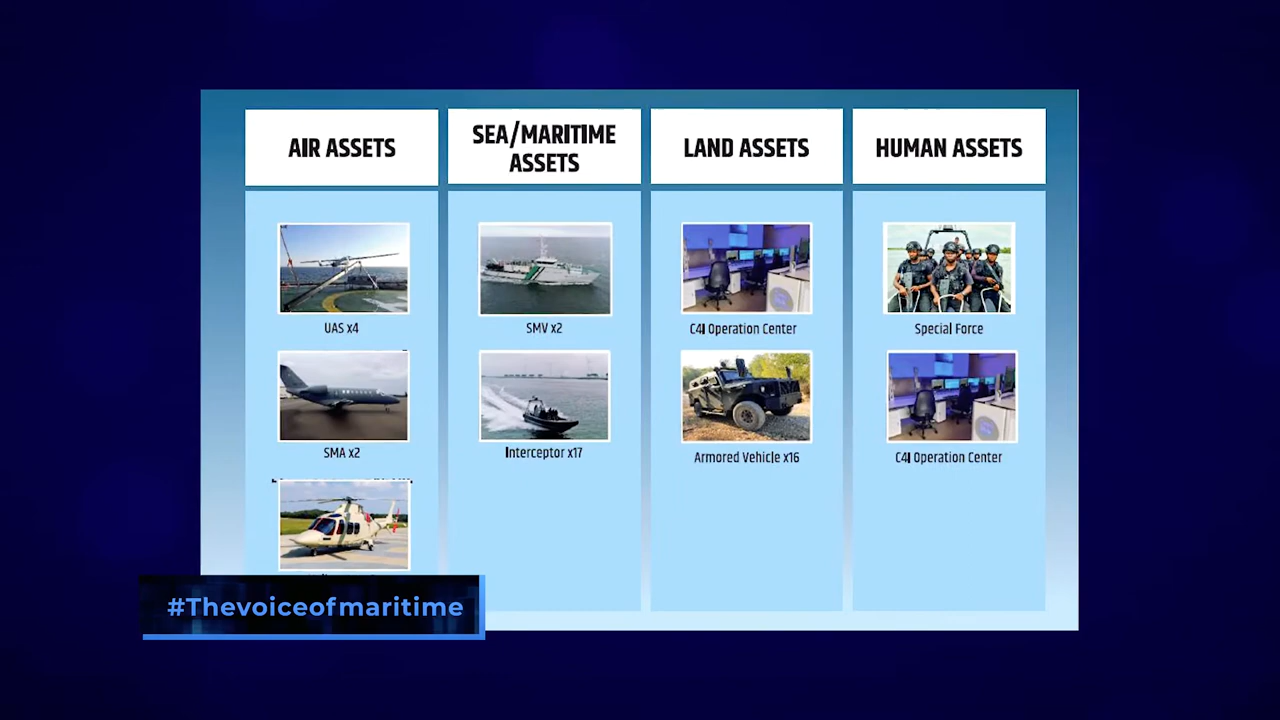 AIR ASSETS
SEA/MARITIME
ASSETS
LAND ASSETS
HUMAN ASSETS
UAS x4
SMV x2
C4I Operation Center
Special Force
SMA x2
Interceptor x17
Armored Vehicle x16
C4I Operation Center
#Thevoiceofmaritime